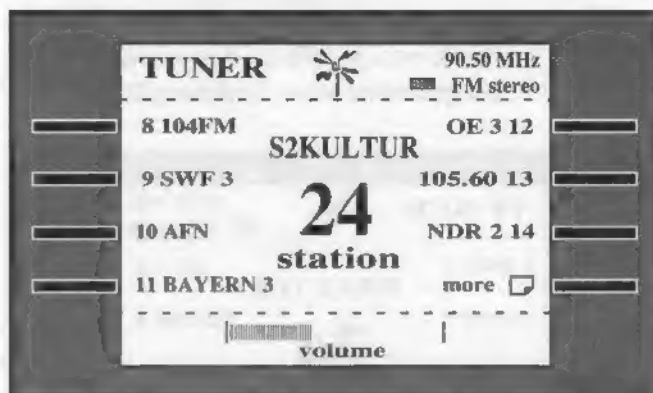 TUNER
90.50 MHz
FM stereo
8 104FM
OE 3 12
S2KULTUR
9 SWF 3
105.60 13
24
10 AFN
NDR 2 14
station
11 BAYERN 3
more
volume